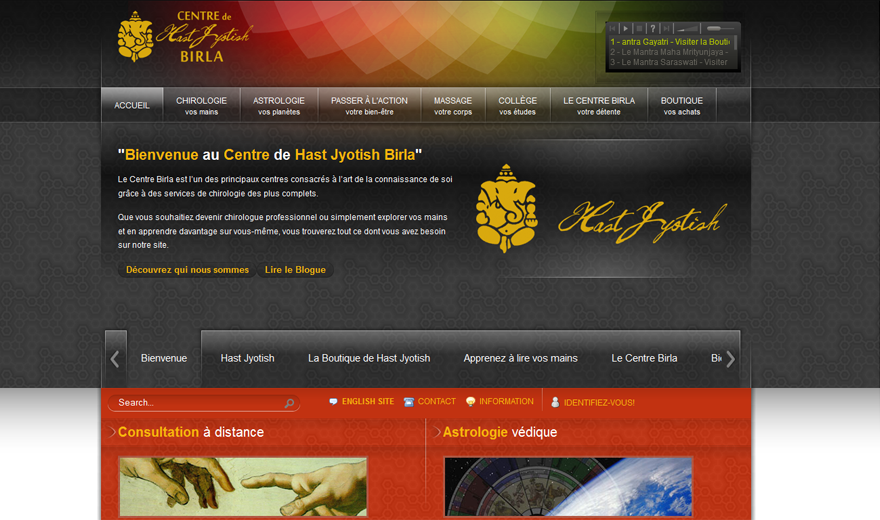 CENTRE de
Hast Jyotish
BIRLA
1 - antra Gayatri - Visiter la Bouti
2 - Le Mantra Maha Mrityunjaya -
3 - Le Mantra Saraswati - Visiter
ACCUEIL
CHIROLOGIE
vos mains
ASTROLOGIE
vos planètes
PASSER À L'ACTION
votre bien-être
MASSAGE
votre corps
COLLÈGE
vos études
LE CENTRE BIRLA
votre détente
BOUTIQUE
vos achats
"Bienvenue au Centre de Hast Jyotish Birla"
Le Centre Birla est l'un des principaux centres consacrés à l'art de la connaissance de soi
grâce à des services de chirologie des plus complets.
Que vous souhaitiez devenir chirologue professionnel ou simplement explorer vos mains
et en apprendre davantage sur vous-même, vous trouverez tout ce dont vous avez besoin
sur notre site.
Découvrez qui nous sommes
Lire le Blogue
Hast Jyotish
Bienvenue
Hast Jyotish
La Boutique de Hast Jyotish
Apprenez à lire vos mains
Le Centre Birla
Search...
ENGLISH SITE
CONTACT
INFORMATION
IDENTIFIEZ-VOUS!
Consultation à distance
Astrologie védique